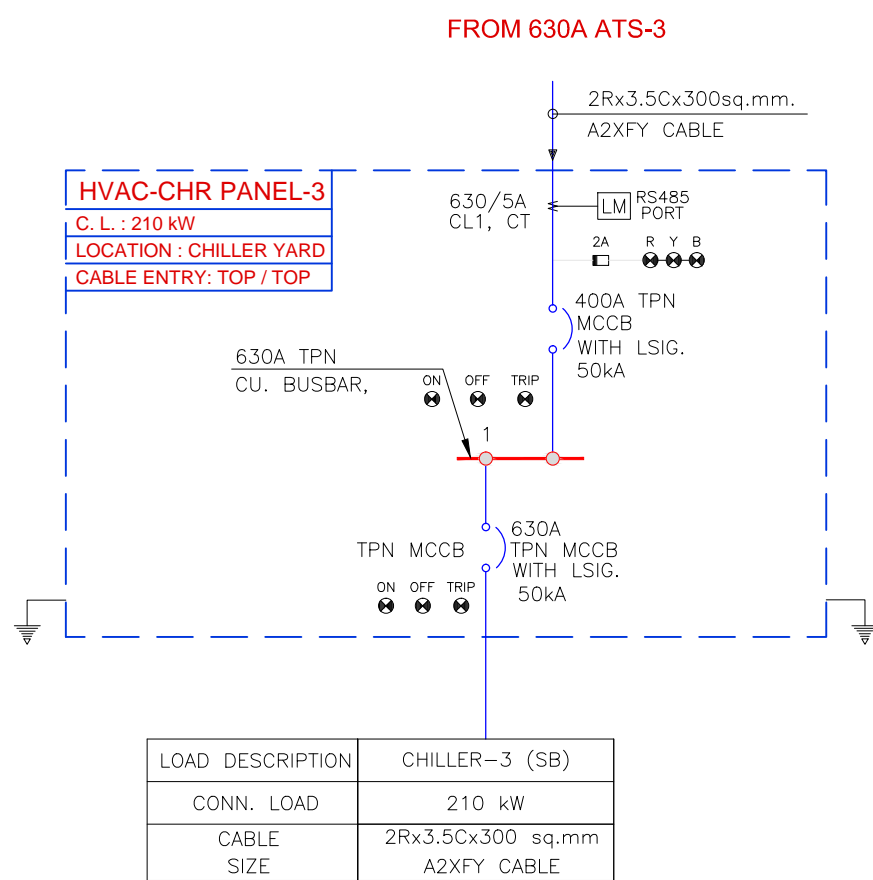 FROM 630A ATS-3
2Rx3.5Cx300sq.mm.
A2XFY CABLE
HVAC-CHR PANEL-3
C. L. : 210 kW
LOCATION : CHILLER YARD
CABLE ENTRY: TOP / TOP
630/5A
CL1, CT
LM
RS485
PORT
2A
R Y B
400A TPN
MCCB
WITH LSIG.
50kA
630A TPN
CU. BUSBAR,
ON OFF TRIP
1
TPN MCCB
630A
TPN MCCB
WITH LSIG.
50kA
ON OFF TRIP
LOAD DESCRIPTION CHILLER-3 (SB)
CONN. LOAD 210 kW
CABLE
SIZE
2Rx3.5Cx300 sq.mm
A2XFY CABLE